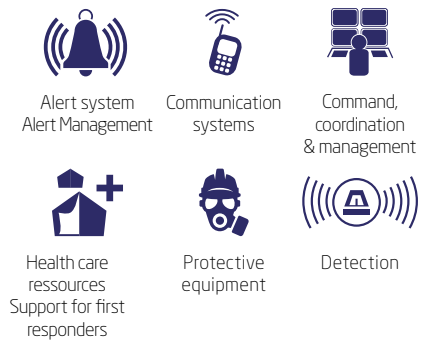 Alert system
Alert Management
Communication
systems
Command,
coordination
& management
Health care
ressources
Support for first
responders
Protective
equipment
Detection